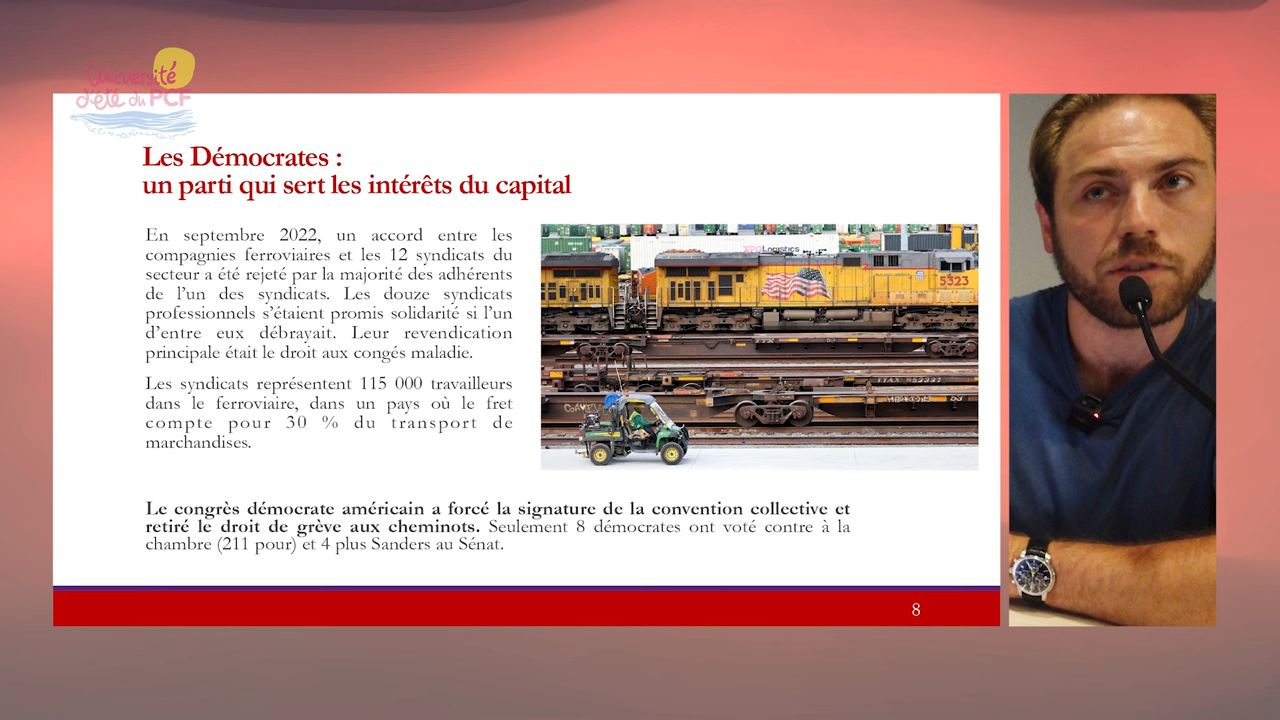 Université
d'été du PCF
Les Démocrates :
un parti qui sert les intérêts du capital
En septembre 2022, un accord entre les
compagnies ferroviaires et les 12 syndicats du
secteur a été rejeté par la majorité des adhérents
de l'un des syndicats. Les douze syndicats
professionnels s'étaient promis solidarité si l'un
d'entre eux débrayait. Leur revendication
principale était le droit aux congés maladie.
Les syndicats représentent 115 000 travailleurs
dans le ferroviaire, dans un pays où le fret
compte pour 30 % du transport de
marchandises.
XPOLogistics
5323
Le congrès démocrate américain a forcé la signature de la convention collective et
retiré le droit de grève aux cheminots. Seulement 8 démocrates ont voté contre à la
chambre (211 pour) et 4 plus Sanders au Sénat.
8